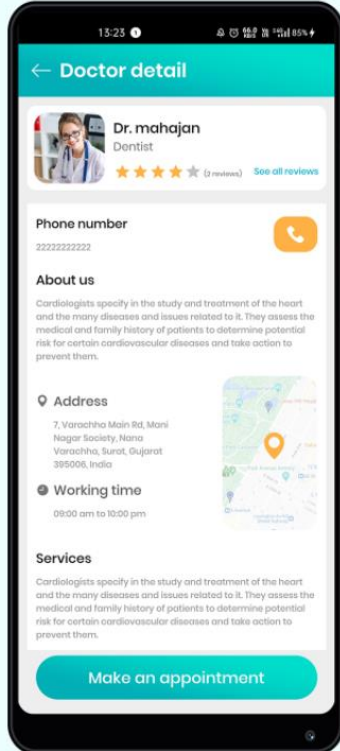 13:23
85%
← Doctor detail
Dr. mahajan
Dentist
(2 reviews) See all reviews
Phone number
22222222222
About us
Cardiologists specify in the study and treatment of the heart
and the many diseases and issues related to it. They assess the
medical and family history of patients to determine potential
risk for certain cardiovascular diseases and take action to
prevent them.
Address
7, Varachha Main Rd, Mani
Nagar Society, Nana
Varachha, Surat, Gujarat
395006, India
Working time
09:00 am to 10:00 pm
Services
Cardiologists specify in the study and treatment of the heart
and the many diseases and issues related to it. They assess the
medical and family history of patients to determine potential
risk for certain cardiovascular diseases and take action to
prevent them.
Make an appointment